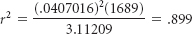 r² = (.0407016)²(1689) / 3.11209 = .899